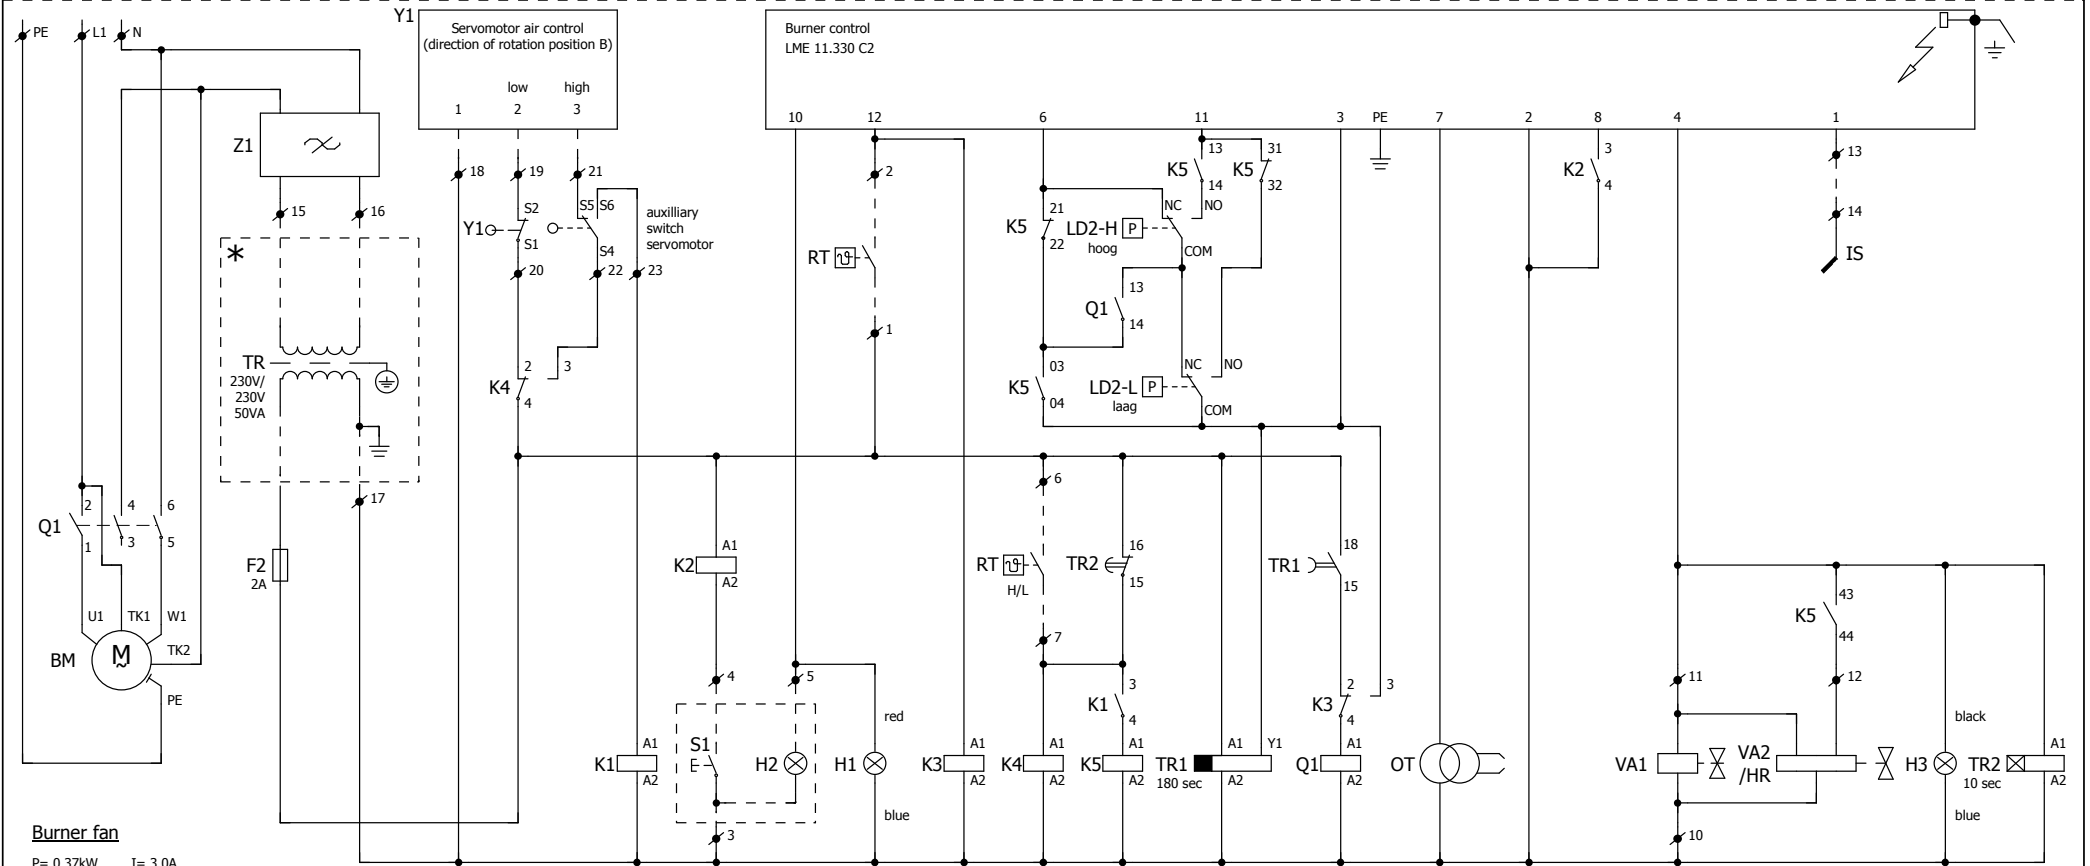 PE
L1
N
Y1
Servomotor air control
(direction of rotation position B)
low
high
1
2
3
Burner control
LME 11.330 C2
10
12
6
11
3
PE
7
2
8
4
1
Z1
15
16
18
19
21
S2
S1
Y1
20
S5
S6
S4
22
23
auxilliary
switch
servomotor
2
RT
1
13
14
K5
31
32
K5
21
22
K5
NC
NO
LD2-H
P
hoog
COM
13
14
Q1
03
04
K5
NC
NO
LD2-L
P
laag
COM
3
4
K2
13
14
IS
*
TR
230V/
230V
50VA
2
3
4
K4
17
Q1
2
4
6
1
3
5
F2
2A
U1
TK1
W1
TK2
BM
M
~
PE
K2
A1
A2
6
RT
H/L
7
TR2
16
15
TR1
18
15
4
5
K1
3
4
K3
2
3
4
K5
43
44
11
12
red
black
K1
A1
A2
S1
E
H2
H1
K3
A1
A2
K4
A1
A2
K5
A1
A2
TR1
180 sec
A1
Y1
A2
Q1
A1
A2
OT
VA1
VA2
/HR
H3
TR2
10 sec
A1
A2
3
blue
10
blue
Burner fan
P= 0,37kW
I= 3,0A